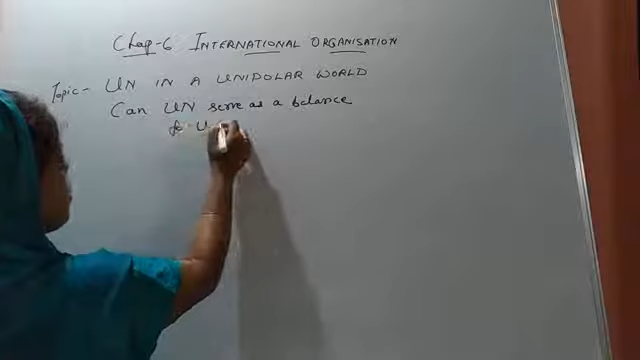 Chap-6 INTERNATIONAL ORGANISATION
Topic- UN IN A UNIPOLAR WORLD
Can UN serve as a balance
U